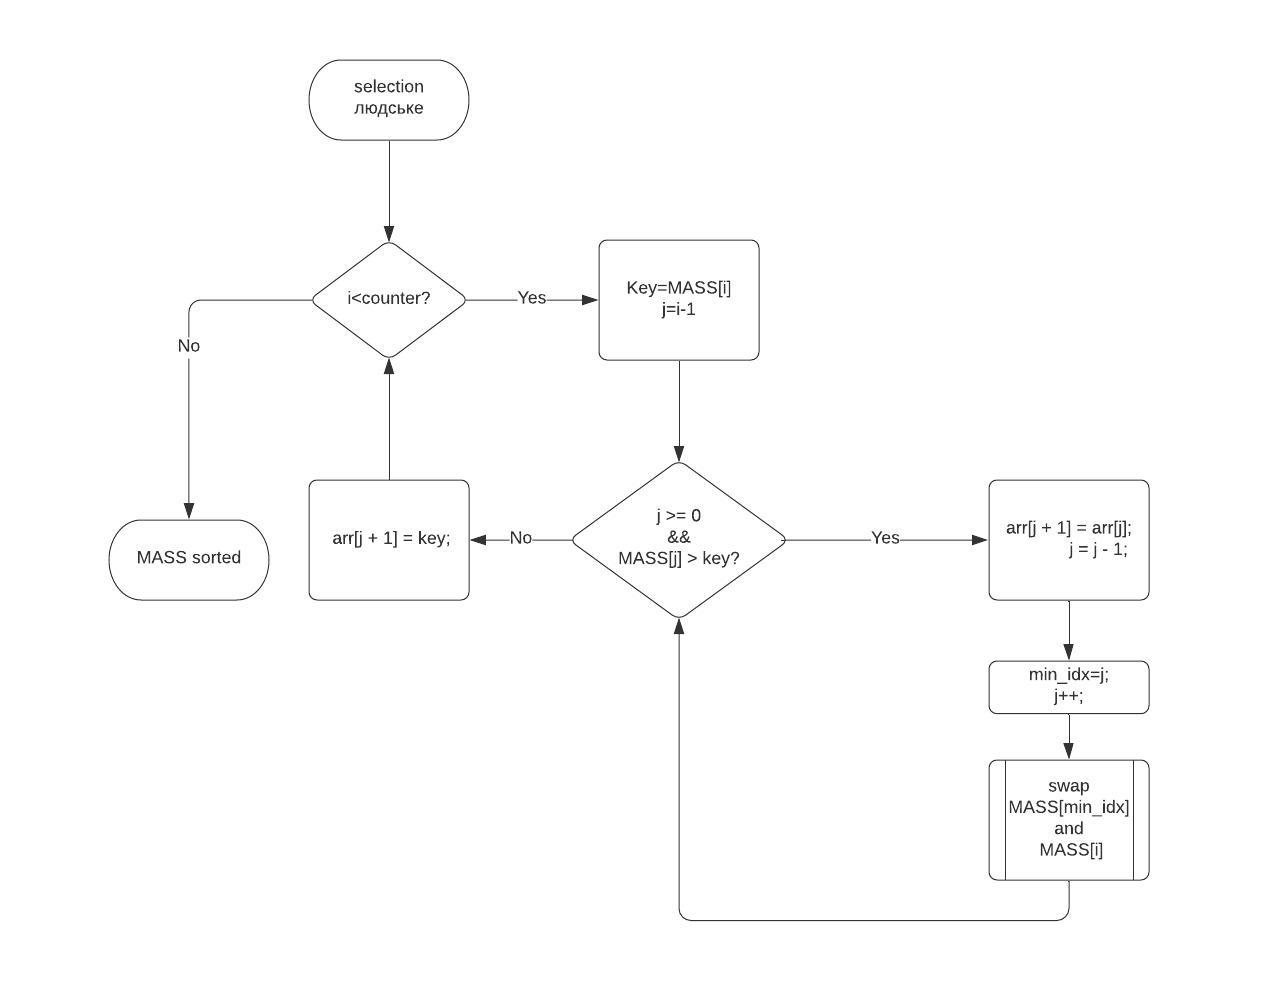 selection
людське
i<counter?
Yes
Key=MASS[i]
j=i-1
No
j >= 0
&&
MASS[j] > key?
Yes
arr[j + 1] = arr[j];
j = j - 1;
No
arr[j + 1] = key;
MASS sorted
min_idx=j;
j++;
swap
MASS[min_idx]
and
MASS[i]